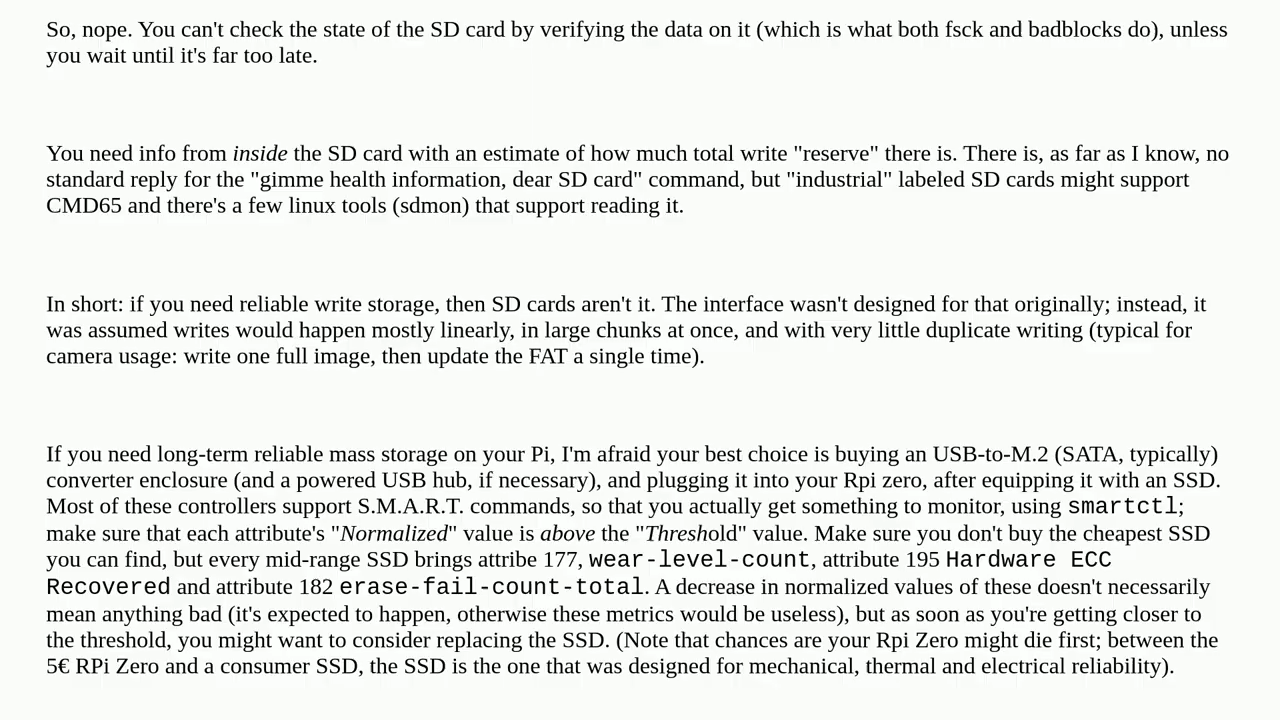 So, nope. You can't check the state of the SD card by verifying the data on it (which is what both fsck and badblocks do), unless
you wait until it's far too late.
You need info from inside the SD card with an estimate of how much total write "reserve" there is. There is, as far as I know, no
standard reply for the "gimme health information, dear SD card" command, but "industrial" labeled SD cards might support
CMD65 and there's a few linux tools (sdmon) that support reading it.
In short: if you need reliable write storage, then SD cards aren't it. The interface wasn't designed for that originally; instead, it
was assumed writes would happen mostly linearly, in large chunks at once, and with very little duplicate writing (typical for
camera usage: write one full image, then update the FAT a single time).
If you need long-term reliable mass storage on your Pi, I'm afraid your best choice is buying an USB-to-M.2 (SATA, typically)
converter enclosure (and a powered USB hub, if necessary), and plugging it into your Rpi zero, after equipping it with an SSD.
Most of these controllers support S.M.A.R.T. commands, so that you actually get something to monitor, using smartctl;
make sure that each attribute's "Normalized" value is above the "Threshold" value. Make sure you don't buy the cheapest SSD
you can find, but every mid-range SSD brings attribe 177, wear-level-count, attribute 195 Hardware ECC
Recovered and attribute 182 erase-fail-count-total. A decrease in normalized values of these doesn't necessarily
mean anything bad (it's expected to happen, otherwise these metrics would be useless), but as soon as you're getting closer to
the threshold, you might want to consider replacing the SSD. (Note that chances are your Rpi Zero might die first; between the
5€ RPi Zero and a consumer SSD, the SSD is the one that was designed for mechanical, thermal and electrical reliability).